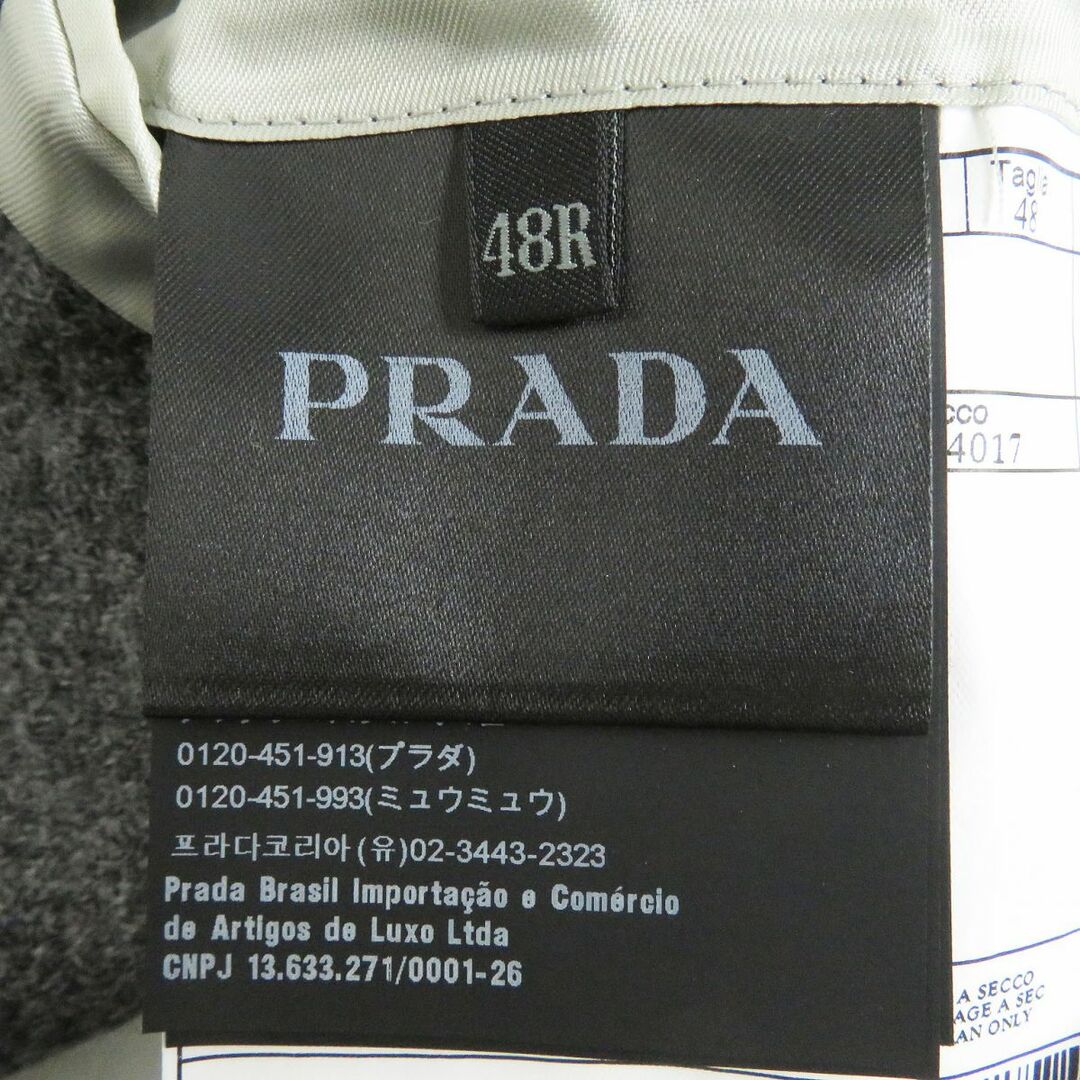 48R
PRADA
0120-451-913(プラダ)
0120-451-993(ミュウミュウ)
프라다코리아(유)02-3443-2323
Prada Brasil Importação e Comércio
de Artigos de Luxo Ltda
CNPJ 13.633.271/0001-26
Taglia
48
4017
A SECCO
A SEC
ONLY